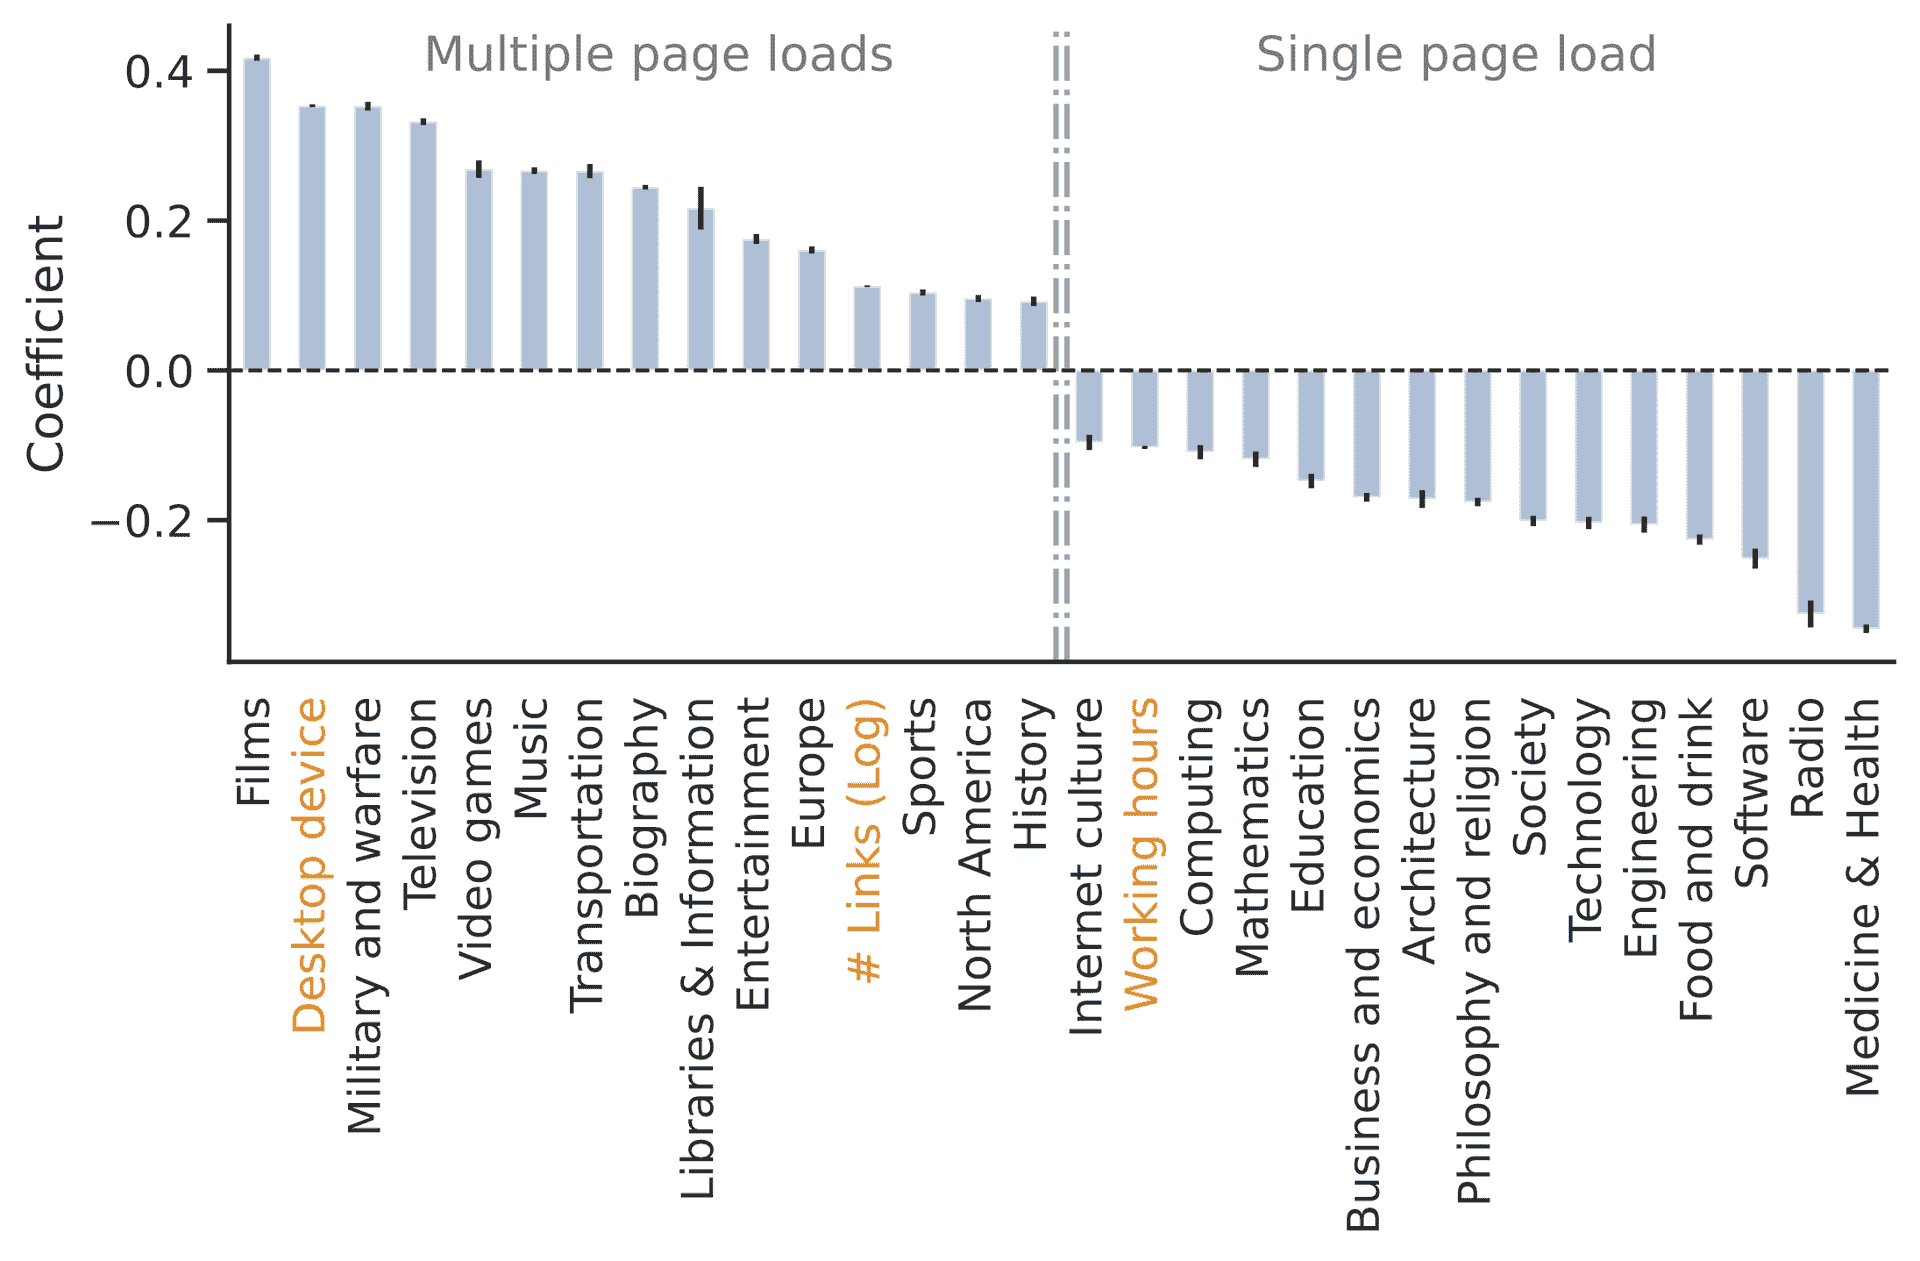 Multiple page loads
Single page load
Coefficient
0.4
0.2
0.0
−0.2
Films
Desktop device
Military and warfare
Television
Video games
Music
Transportation
Biography
Libraries & Information
Entertainment
Europe
# Links (Log)
Sports
North America
History
Internet culture
Working hours
Computing
Mathematics
Education
Business and economics
Architecture
Philosophy and religion
Society
Technology
Engineering
Food and drink
Software
Radio
Medicine & Health